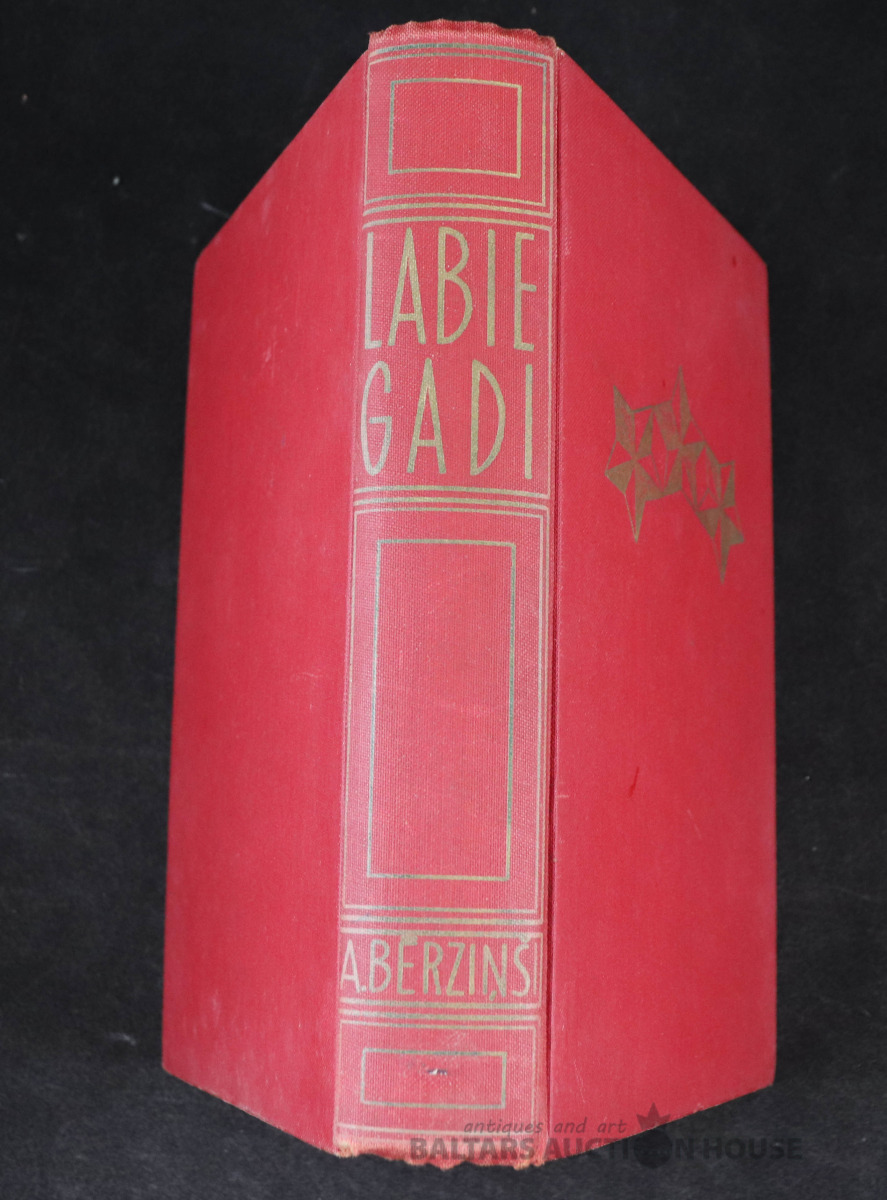 LABIE
GADI
A. BĒRZIŅŠ
antiques and art
BALTARS AUCTION HOUSE